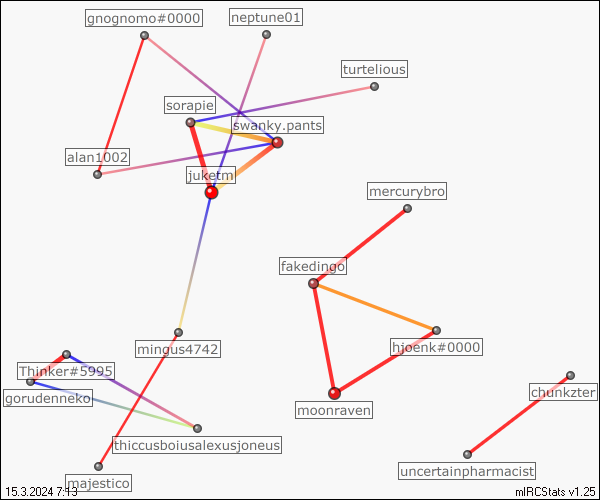 gnognomo#0000
neptune01
turtelious
sorapie
swanky.pants
alan1002
juketm
mercurybro
fakedingo
mingus4742
hjoenk#0000
Thinker#5995
gorudenneko
chunkzter
moonraven
thiccusboiusalexusjoneus
uncertainpharmacist
majestico
15.3.2024 7:13
mIRCStats v1.25